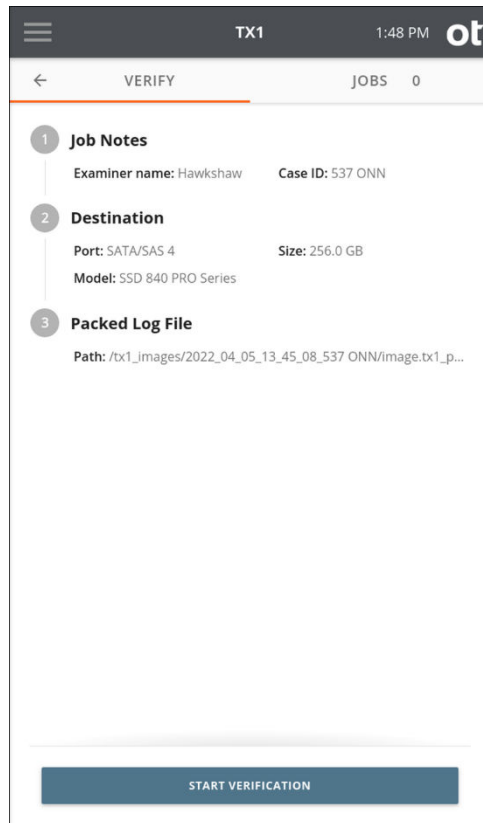 TX1 1:48 PM ot
VERIFY JOBS 0
1 Job Notes
Examiner name: Hawkshaw Case ID: 537 ONN
2 Destination
Port: SATA/SAS 4 Size: 256.0 GB
Model: SSD 840 PRO Series
3 Packed Log File
Path: /tx1_images/2022_04_05_13_45_08_537 ONN/image.tx1_p...
START VERIFICATION